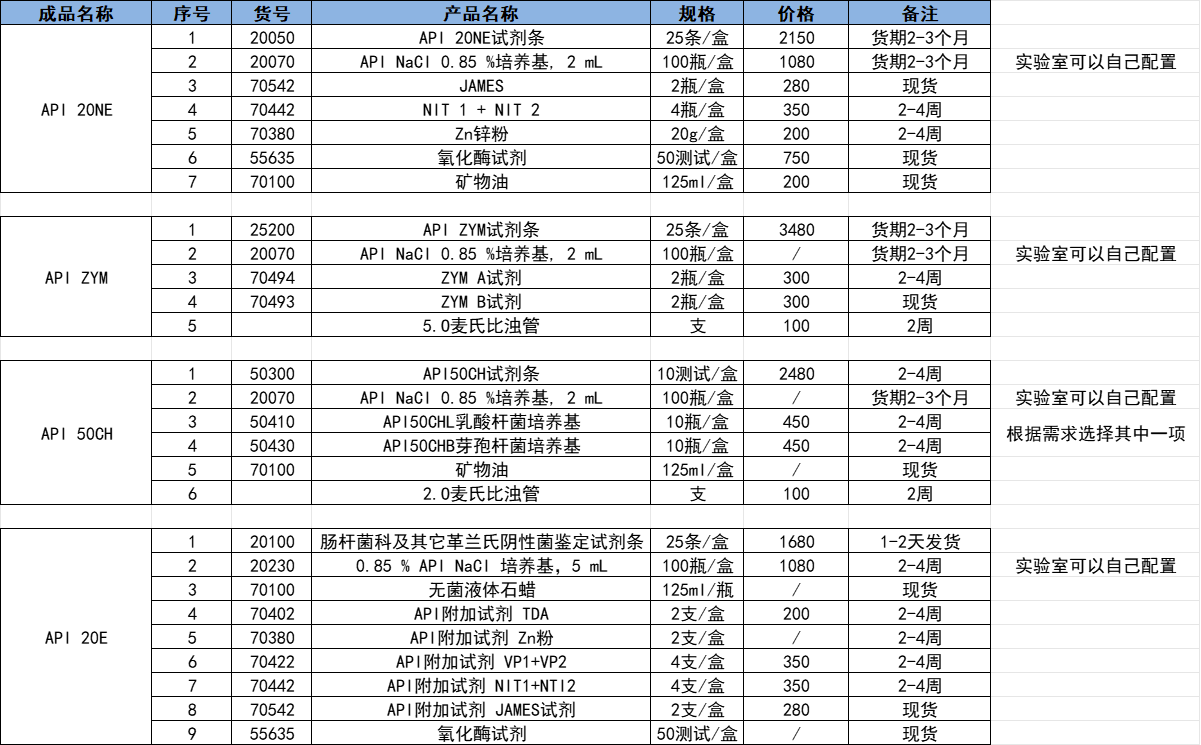 成品名称 序号 货号 产品名称 规格 价格 备注
1 20050 API 20NE试剂条 25条/盒 2150 货期2-3个月
2 20070 API NaCl 0.85 %培养基, 2 mL 100瓶/盒 1080 货期2-3个月 实验室可以自己配置
3 70542 JAMES 2瓶/盒 280 现货
API 20NE 4 70442 NIT 1 + NIT 2 4瓶/盒 350 2-4周
5 70380 Zn锌粉 20g/盒 200 2-4周
6 55635 氧化酶试剂 50测试/盒 750 现货
7 70100 矿物油 125ml/盒 200 现货
1 25200 API ZYM试剂条 25条/盒 3480 货期2-3个月
2 20070 API NaCl 0.85 %培养基, 2 mL 100瓶/盒 / 货期2-3个月 实验室可以自己配置
API ZYM 3 70494 ZYM A试剂 2瓶/盒 300 2-4周
4 70493 ZYM B试剂 2瓶/盒 300 现货
5 5.0麦氏比浊管 支 100 2周
1 50300 API50CH试剂条 10测试/盒 2480 2-4周
2 20070 API NaCl 0.85 %培养基, 2 mL 100瓶/盒 / 货期2-3个月 实验室可以自己配置
3 50410 API50CHL乳酸杆菌培养基 10瓶/盒 450 2-4周
API 50CH 根据需求选择其中一项
4 50430 API50CHB芽孢杆菌培养基 10瓶/盒 450 2-4周
5 70100 矿物油 125ml/盒 / 现货
6 2.0麦氏比浊管 支 100 2周
1 20100 肠杆菌科及其它革兰氏阴性菌鉴定试剂条 25条/盒 1680 1-2天发货
2 20230 0.85 % API NaCl 培养基，5 mL 100瓶/盒 1080 2-4周 实验室可以自己配置
3 70100 无菌液体石蜡 125ml/瓶 / 现货
4 70402 API附加试剂 TDA 2支/盒 200 2-4周
API 20E 5 70380 API附加试剂 Zn粉 2支/盒 / 2-4周
6 70422 API附加试剂 VP1+VP2 4支/盒 350 2-4周
7 70442 API附加试剂 NIT1+NTI2 4支/盒 350 2-4周
8 70542 API附加试剂 JAMES试剂 2支/盒 280 现货
9 55635 氧化酶试剂 50测试/盒 / 现货